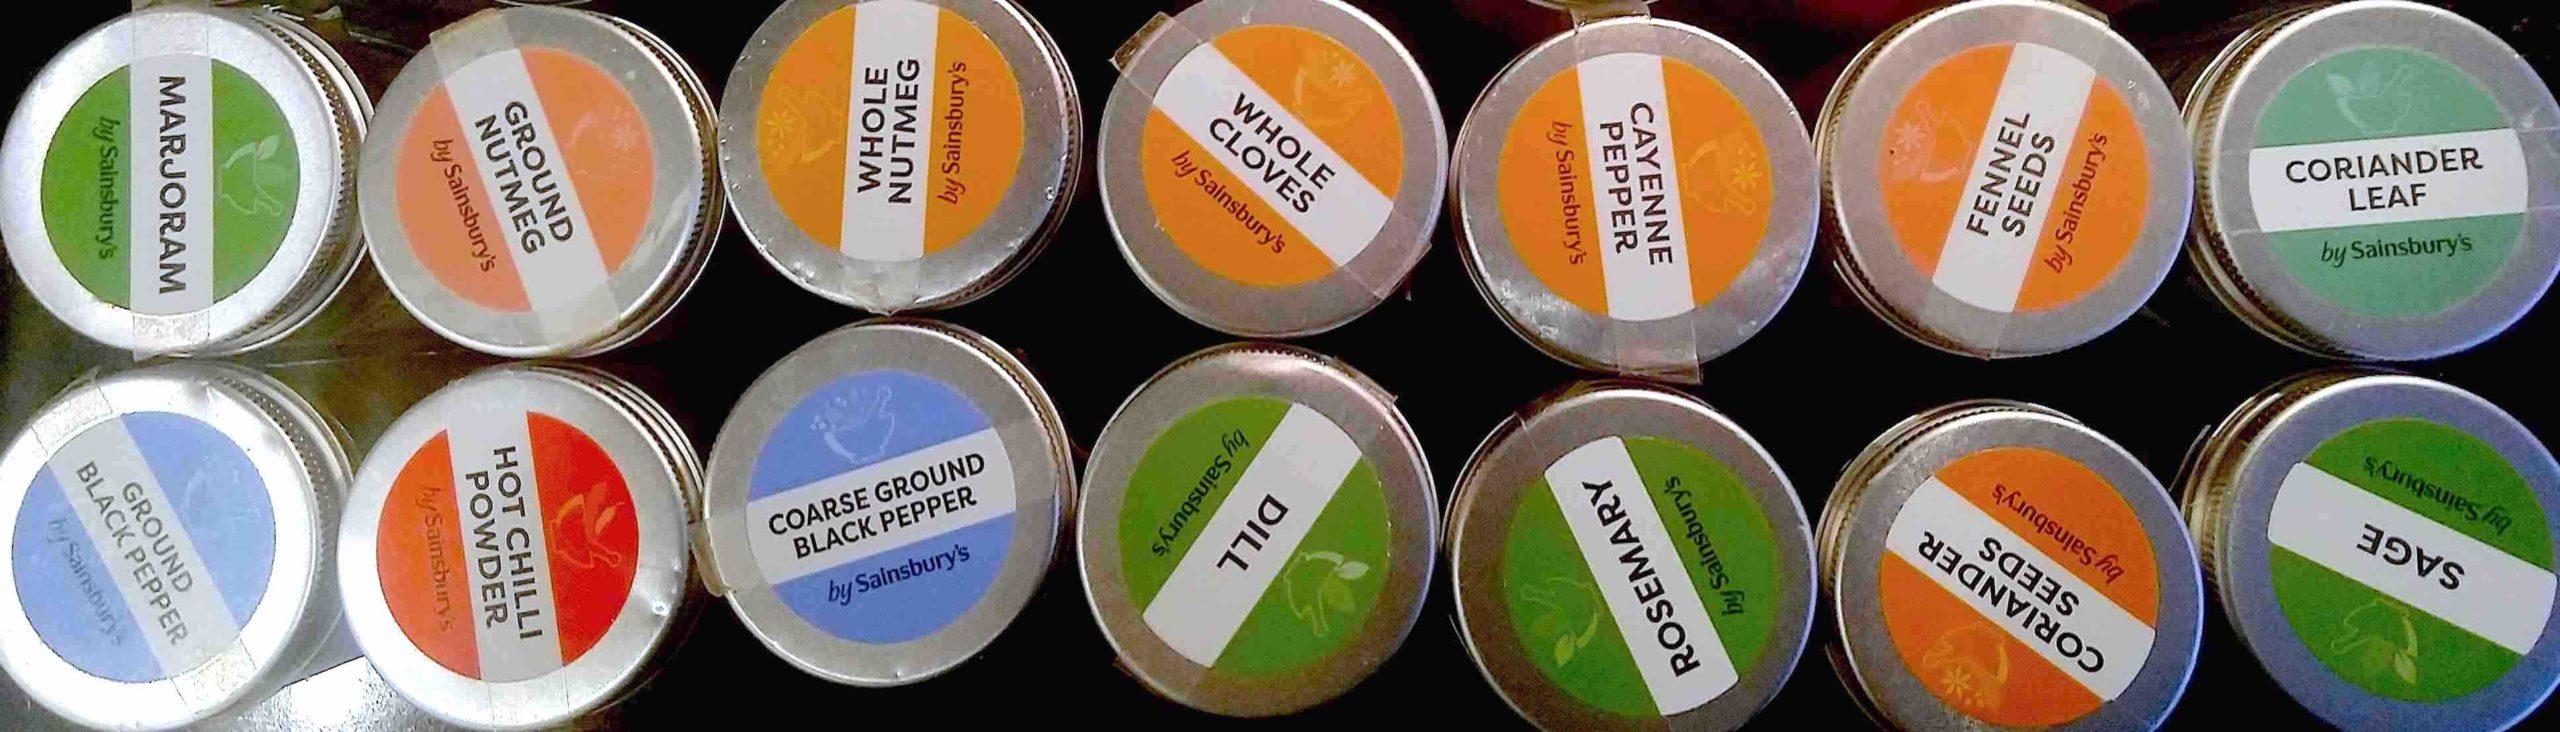 MARJORAM
by Sainsbury's
GROUND
NUTMEG
by Sainsbury's
WHOLE
NUTMEG
by Sainsbury's
WHOLE
CLOVES
by Sainsbury's
CAYENNE
PEPPER
by Sainsbury's
FENNEL
SEEDS
by Sainsbury's
CORIANDER
LEAF
by Sainsbury's
GROUND
BLACK PEPPER
by Sainsbury's
HOT CHILLI
POWDER
by Sainsbury's
COARSE GROUND
BLACK PEPPER
by Sainsbury's
by Sainsbury's
DILL
by Sainsbury's
ROSEMARY
by Sainsbury's
CORIANDER
SEEDS
by Sainsbury's
SAGE